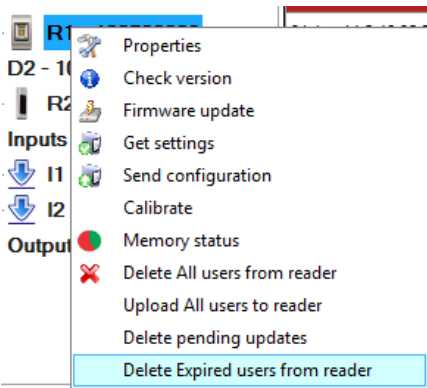 R1
Properties
D2 - 10
Check version
R2
Firmware update
Inputs
Get settings
I1
Send configuration
I2
Calibrate
Output
Memory status
Delete All users from reader
Upload All users to reader
Delete pending updates
Delete Expired users from reader